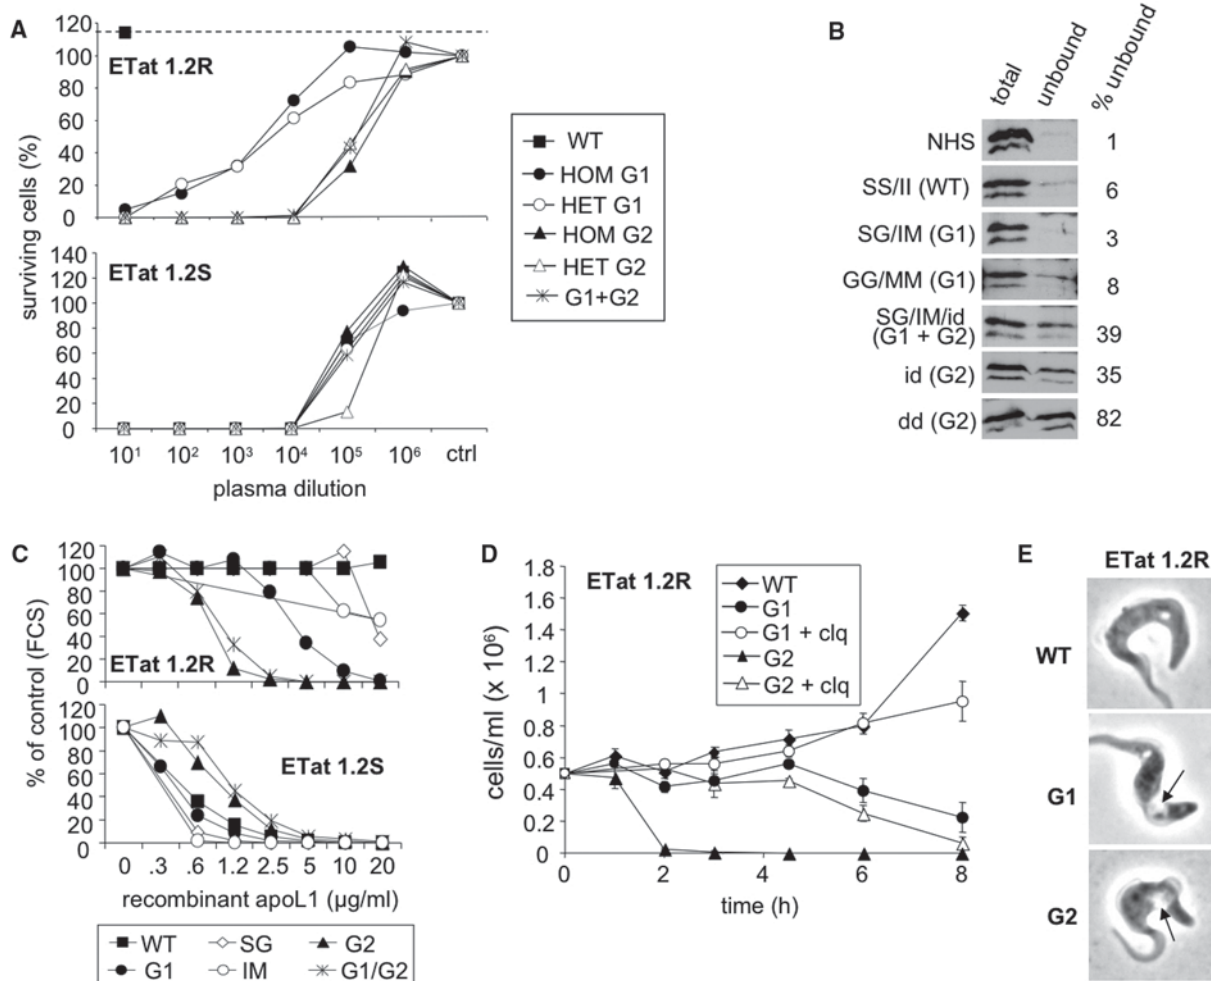 A
120
100
80
60
40
20
0
ETat 1.2R
140
120
100
80
60
40
20
0
ETat 1.2S
surviving cells (%)
10¹ 10² 10³ 10⁴ 10⁵ 10⁶ ctrl
plasma dilution
WT
HOM G1
HET G1
HOM G2
HET G2
G1+G2
B
total unbound % unbound
NHS 1
SS/II (WT) 6
SG/IM (G1) 3
GG/MM (G1) 8
SG/IM/id
(G1 + G2) 39
id (G2) 35
dd (G2) 82
C
120
100
80
60
40
20
0
ETat 1.2R
120
100
80
60
40
20
0
ETat 1.2S
% of control (FCS)
0 .3 .6 1.2 2.5 5 10 20
recombinant apoL1 (µg/ml)
WT SG G2
G1 IM G1/G2
D
ETat 1.2R
1.8
1.6
1.4
1.2
1
0.8
0.6
0.4
0.2
0
cells/ml (x 10⁶)
0 2 4 6 8
time (h)
WT
G1
G1 + clq
G2
G2 + clq
E
ETat 1.2R
WT
G1
G2